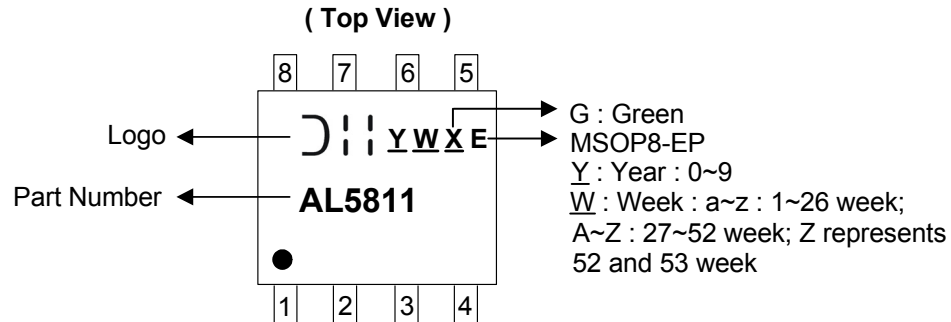 ( Top View )
8 7 6 5
Logo
Y W X E
G : Green
MSOP8-EP
Y : Year : 0~9
W : Week : a~z : 1~26 week;
A~Z : 27~52 week; Z represents
52 and 53 week
Part Number
AL5811
1 2 3 4